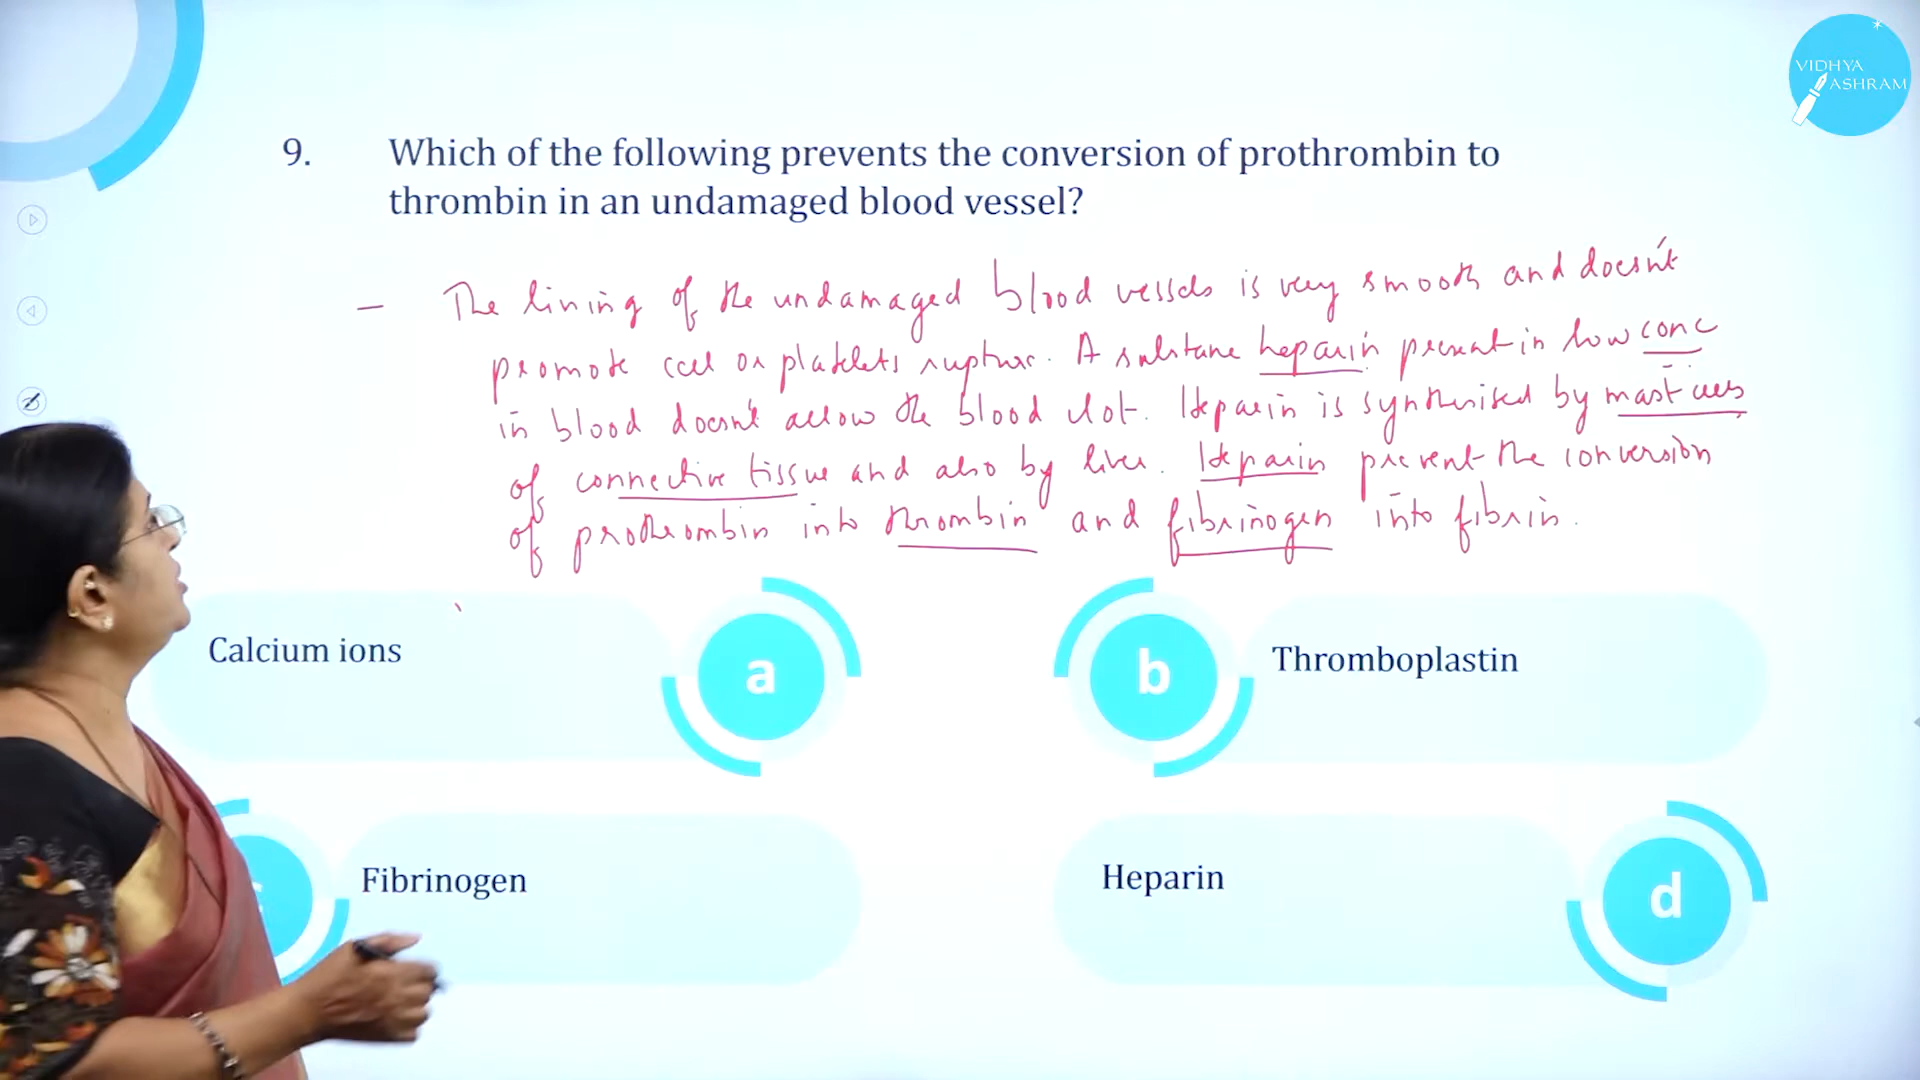 VIDHYA
ASHRAM
9. Which of the following prevents the conversion of prothrombin to
thrombin in an undamaged blood vessel?
– The lining of the undamaged blood vessels is very smooth and doesn't
promote cell or platelets rupture. A substance heparin present in low conc
in blood doesn't allow the blood clot. Heparin is synthesised by mast cells
of connective tissue and also by liver. Heparin prevent the conversion
of prothrombin into thrombin and fibrinogen into fibrin.
Calcium ions a
b Thromboplastin
Fibrinogen
Heparin d